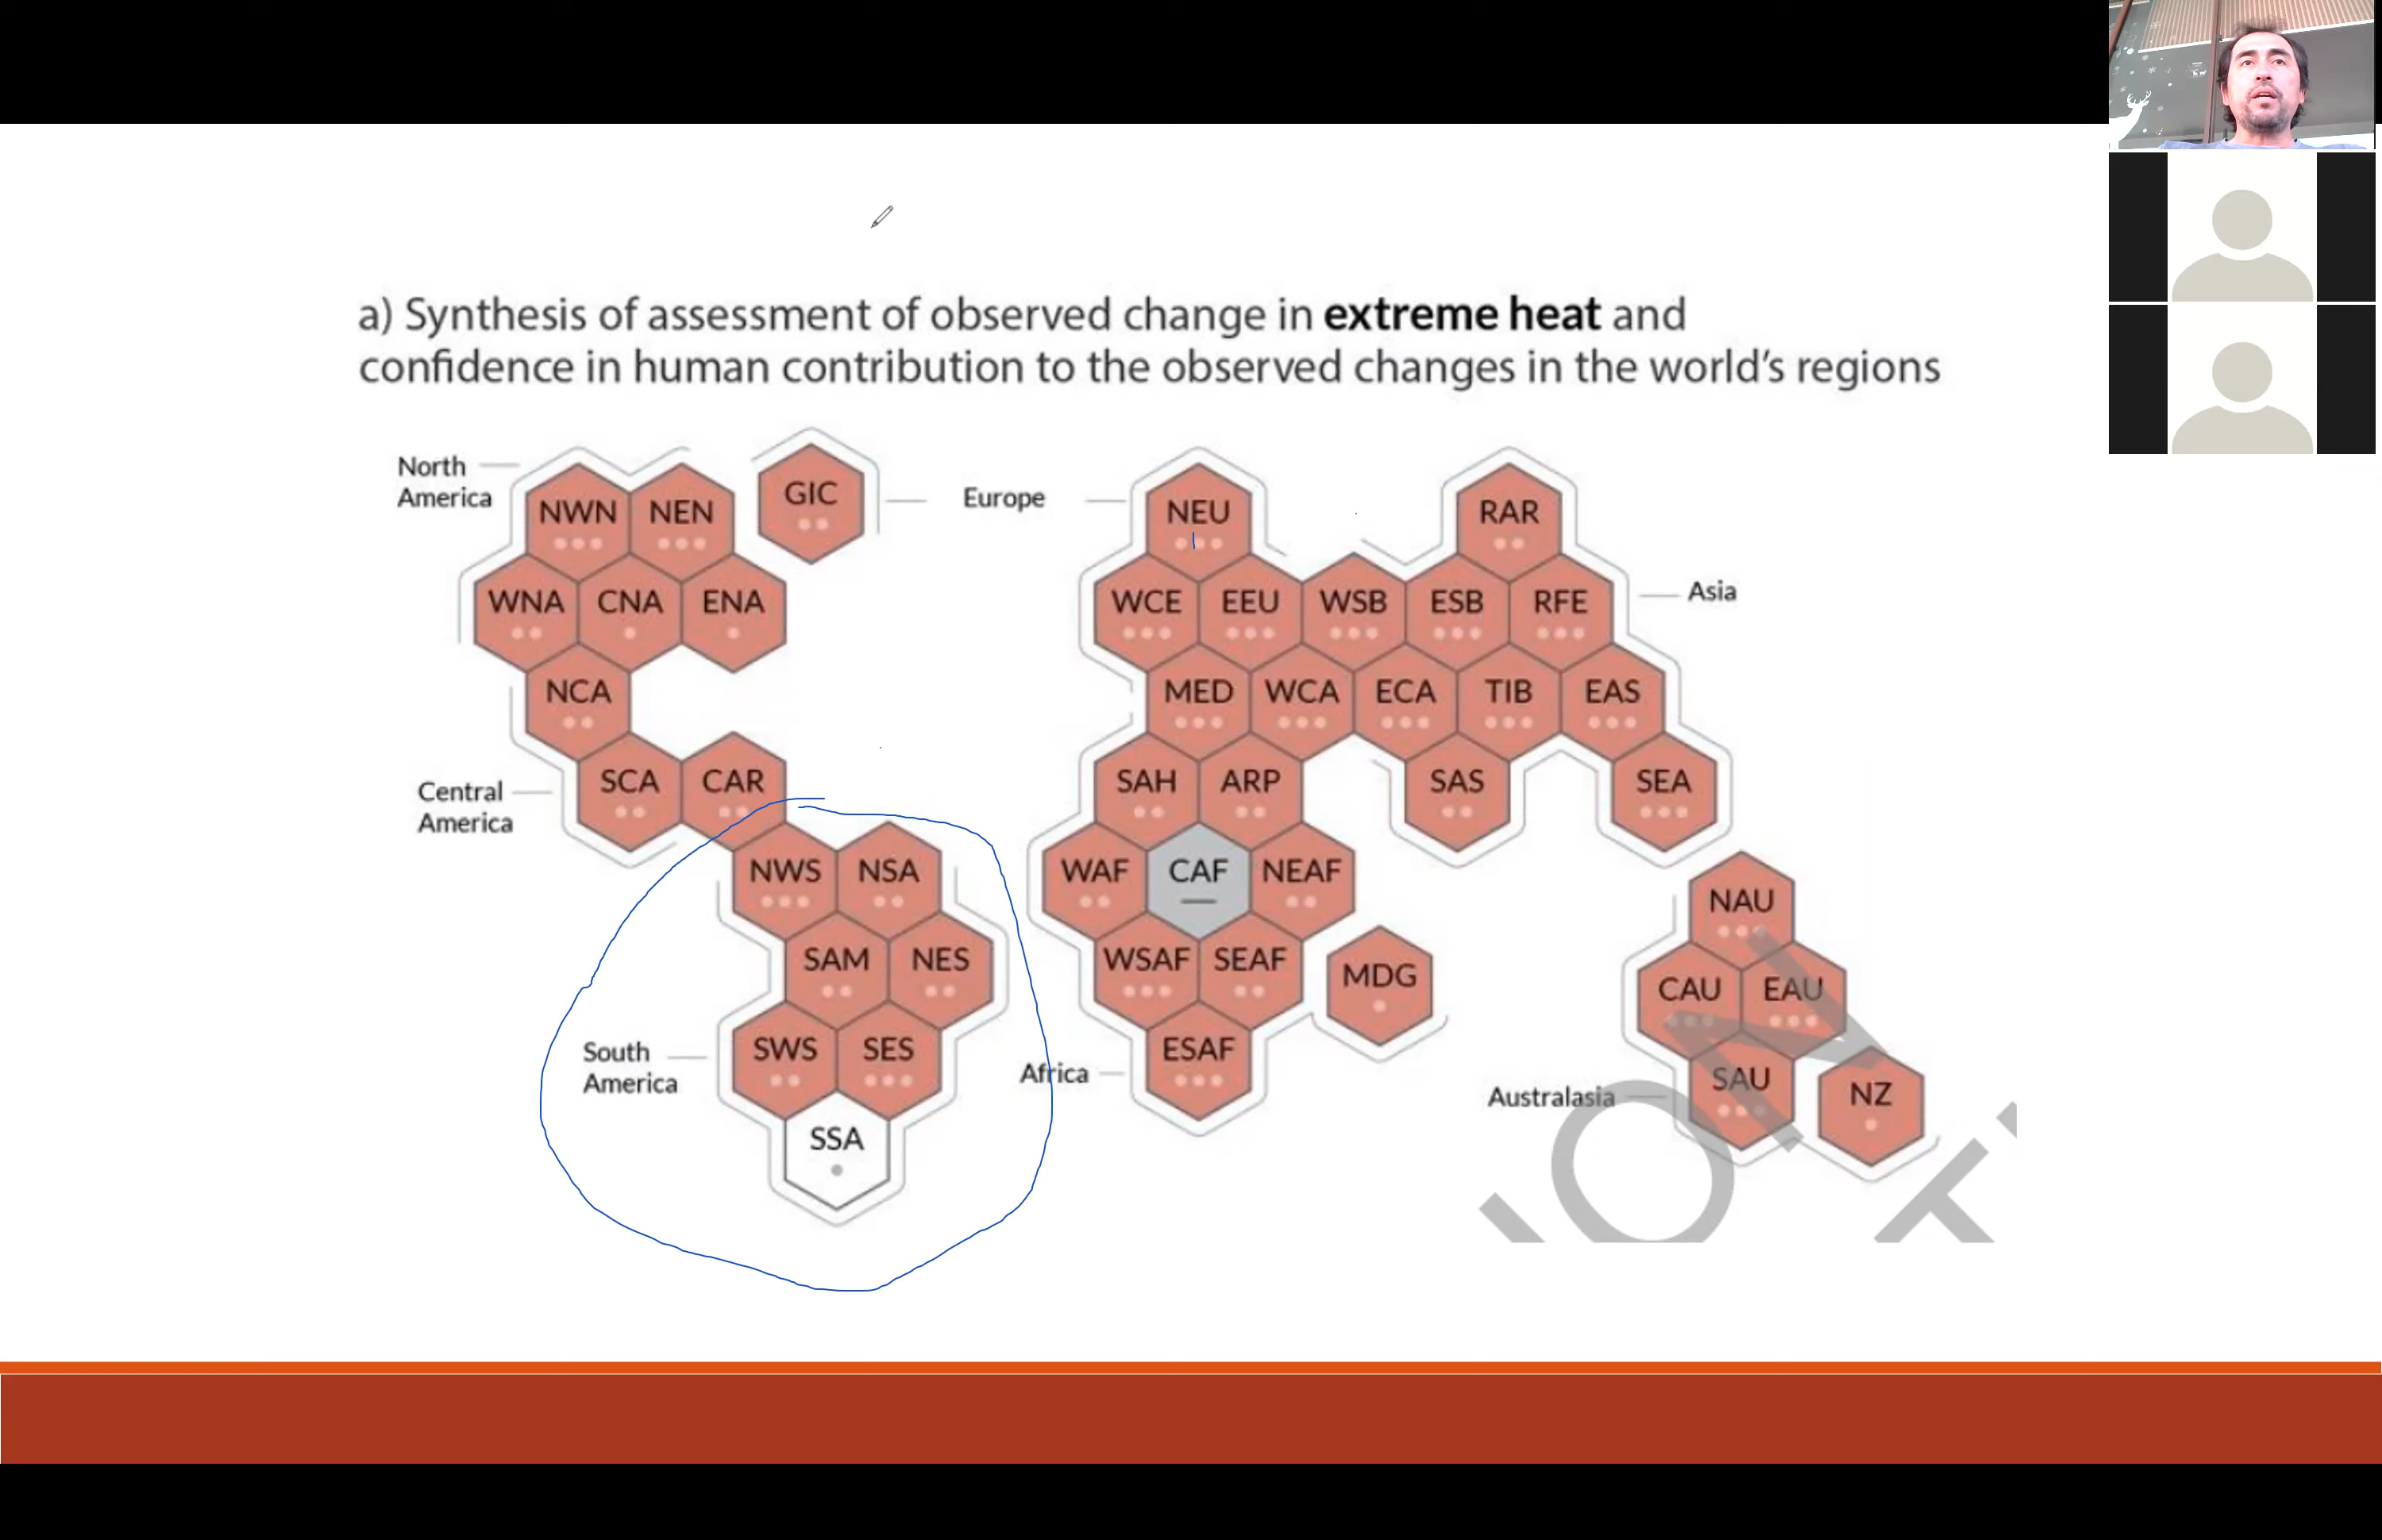 a) Synthesis of assessment of observed change in extreme heat and
confidence in human contribution to the observed changes in the world's regions
North
America
GIC
Europe
NWN NEN
NEU
RAR
WNA CNA ENA
WCE EEU WSB ESB RFE
Asia
NCA
MED WCA ECA TIB EAS
Central
America
SCA CAR
SAH ARP
SAS
SEA
NWS NSA
WAF CAF NEAF
NAU
SAM NES
WSAF SEAF
MDG
CAU EAU
South
America
SWS SES
Africa
ESAF
Australasia
SAU
NZ
SSA